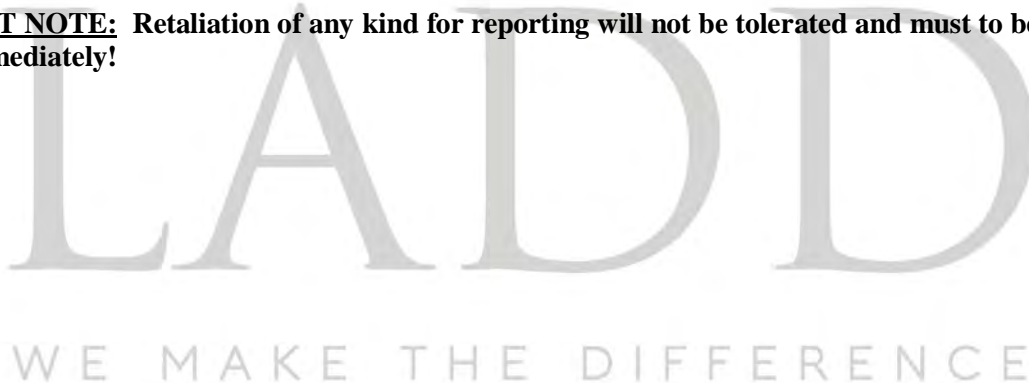 T NOTE: Retaliation of any kind for reporting will not be tolerated and must to be
mediately!
LADD
WE MAKE THE DIFFERENCE